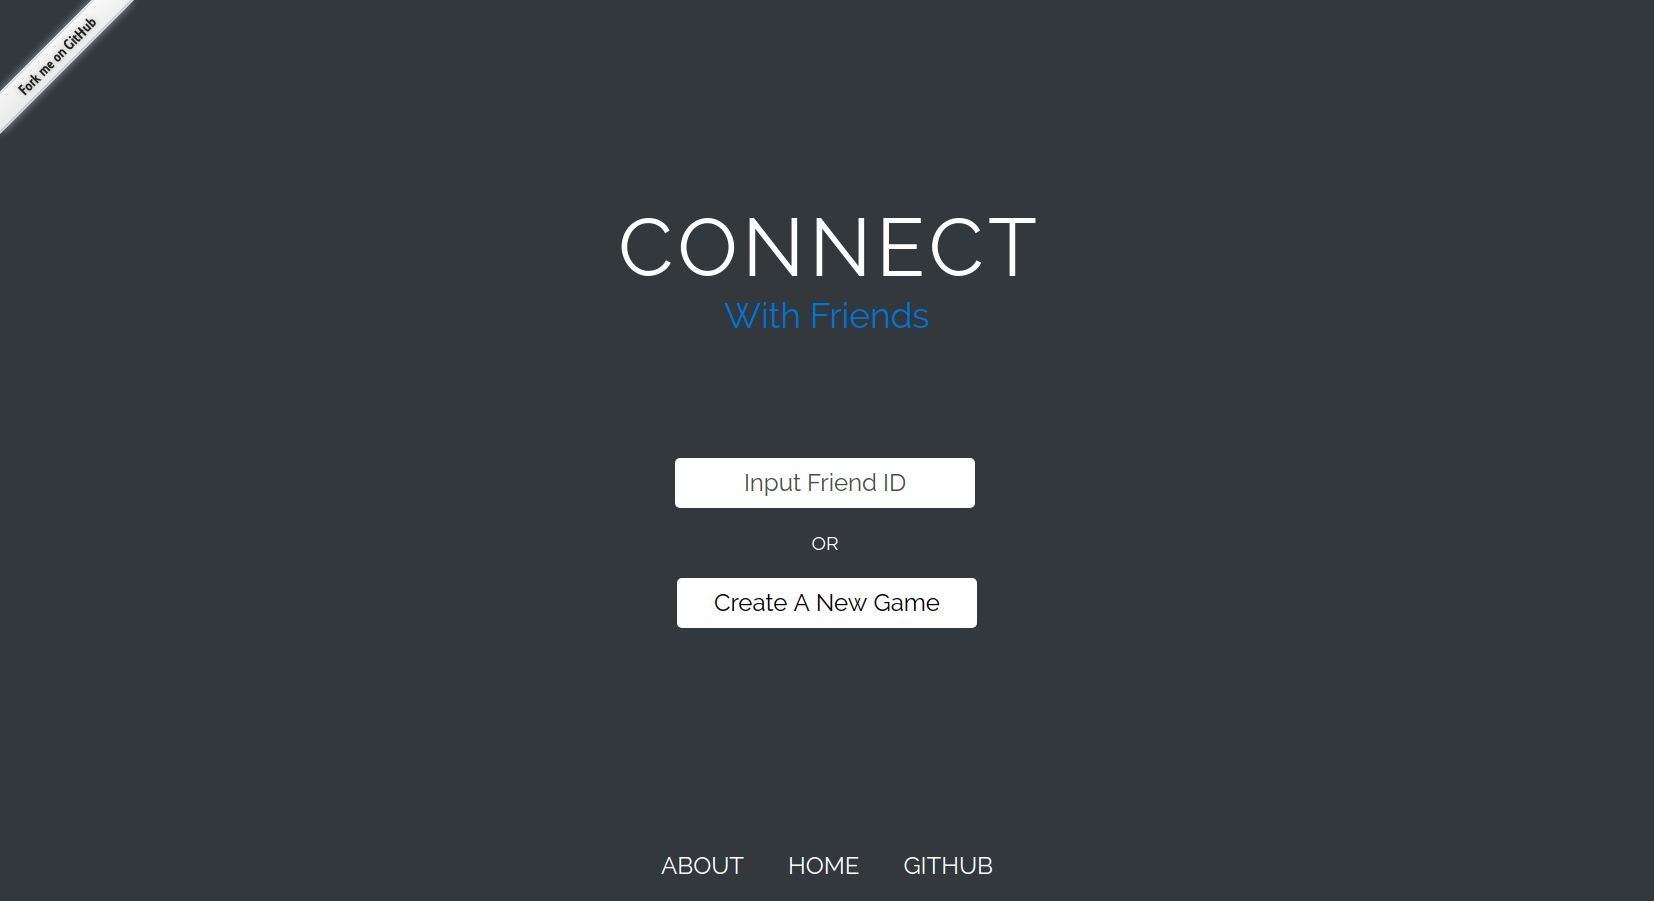 Fork me on GitHub
CONNECT
With Friends
Input Friend ID
OR
Create A New Game
ABOUT HOME GITHUB